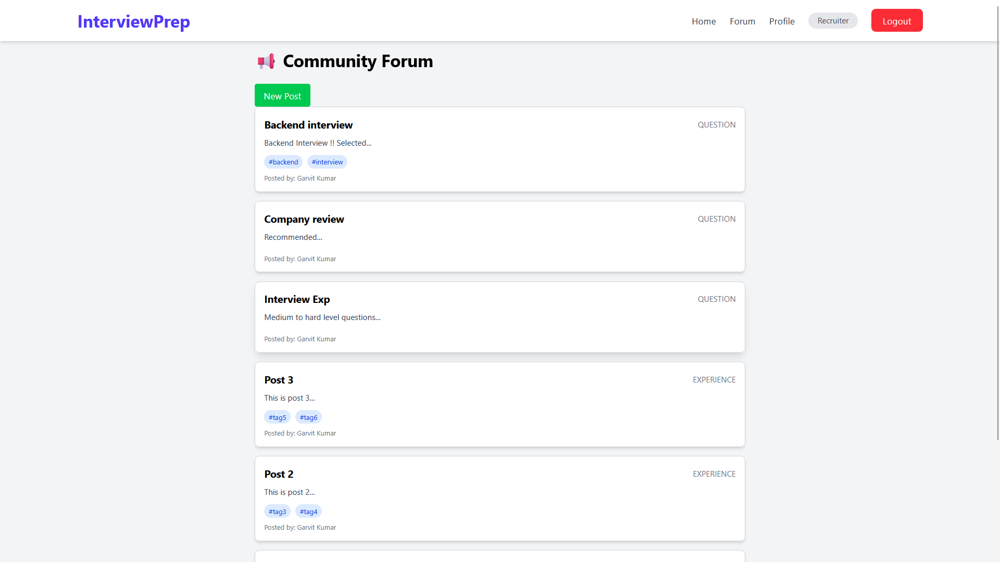 InterviewPrep
Home Forum Profile Recruiter Logout
Community Forum
New Post
Backend interview QUESTION
Backend Interview !! Selected...
#backend #interview
Posted by: Garvit Kumar
Company review QUESTION
Recommended...
Posted by: Garvit Kumar
Interview Exp QUESTION
Medium to hard level questions...
Posted by: Garvit Kumar
Post 3 EXPERIENCE
This is post 3...
#tag5 #tag6
Posted by: Garvit Kumar
Post 2 EXPERIENCE
This is post 2...
#tag3 #tag4
Posted by: Garvit Kumar